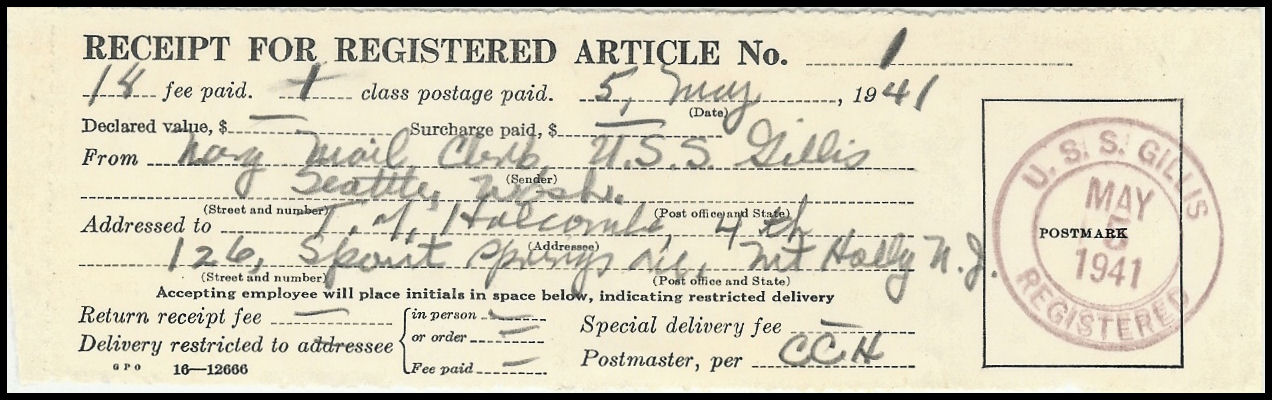 RECEIPT FOR REGISTERED ARTICLE No. 1
18 fee paid. 1 class postage paid. 5, May, 1941
(Date)
Declared value, $ — Surcharge paid, $ —
From Navy Mail Clerk, U.S.S. Gillis
(Sender)
Seattle, Wash.
(Street and number) (Post office and State)
Addressed to T. J. Holcombe, 4th
(Addressee)
126, Spout Springs Ave, Mt Holly N.J.
(Street and number) (Post office and State)
Accepting employee will place initials in space below, indicating restricted delivery
Return receipt fee — in person — Special delivery fee —
Delivery restricted to addressee or order —
Fee paid — Postmaster, per CCH
GPO 16—12666
U. S. S. GILLIS
MAY
5
POSTMARK
1941
REGISTERED